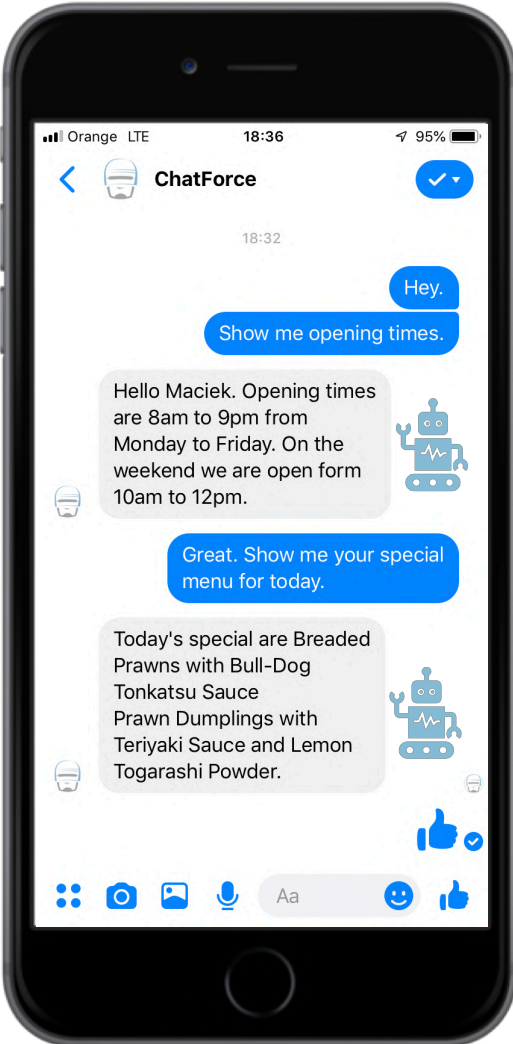 Orange LTE 18:36 95%
ChatForce
18:32
Hey.
Show me opening times.
Hello Maciek. Opening times
are 8am to 9pm from
Monday to Friday. On the
weekend we are open form
10am to 12pm.
Great. Show me your special
menu for today.
Today's special are Breaded
Prawns with Bull-Dog
Tonkatsu Sauce
Prawn Dumplings with
Teriyaki Sauce and Lemon
Togarashi Powder.
Aa